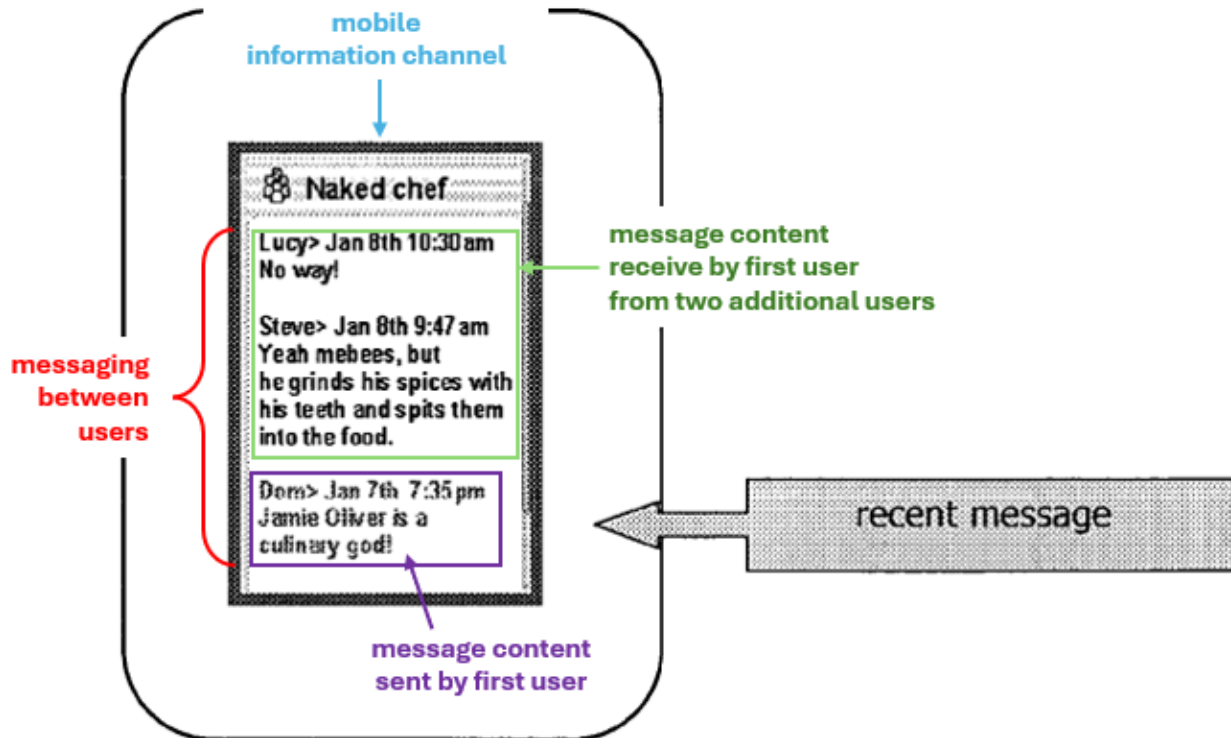 mobile
information channel
Naked chef
Lucy> Jan 8th 10:30am
No way!
Steve> Jan 8th 9:47 am
Yeah mebees, but
he grinds his spices with
his teeth and spits them
into the food.
Dom> Jan 7th 7:35pm
Jamie Oliver is a
culinary god!
message content
receive by first user
from two additional users
messaging
between
users
recent message
message content
sent by first user